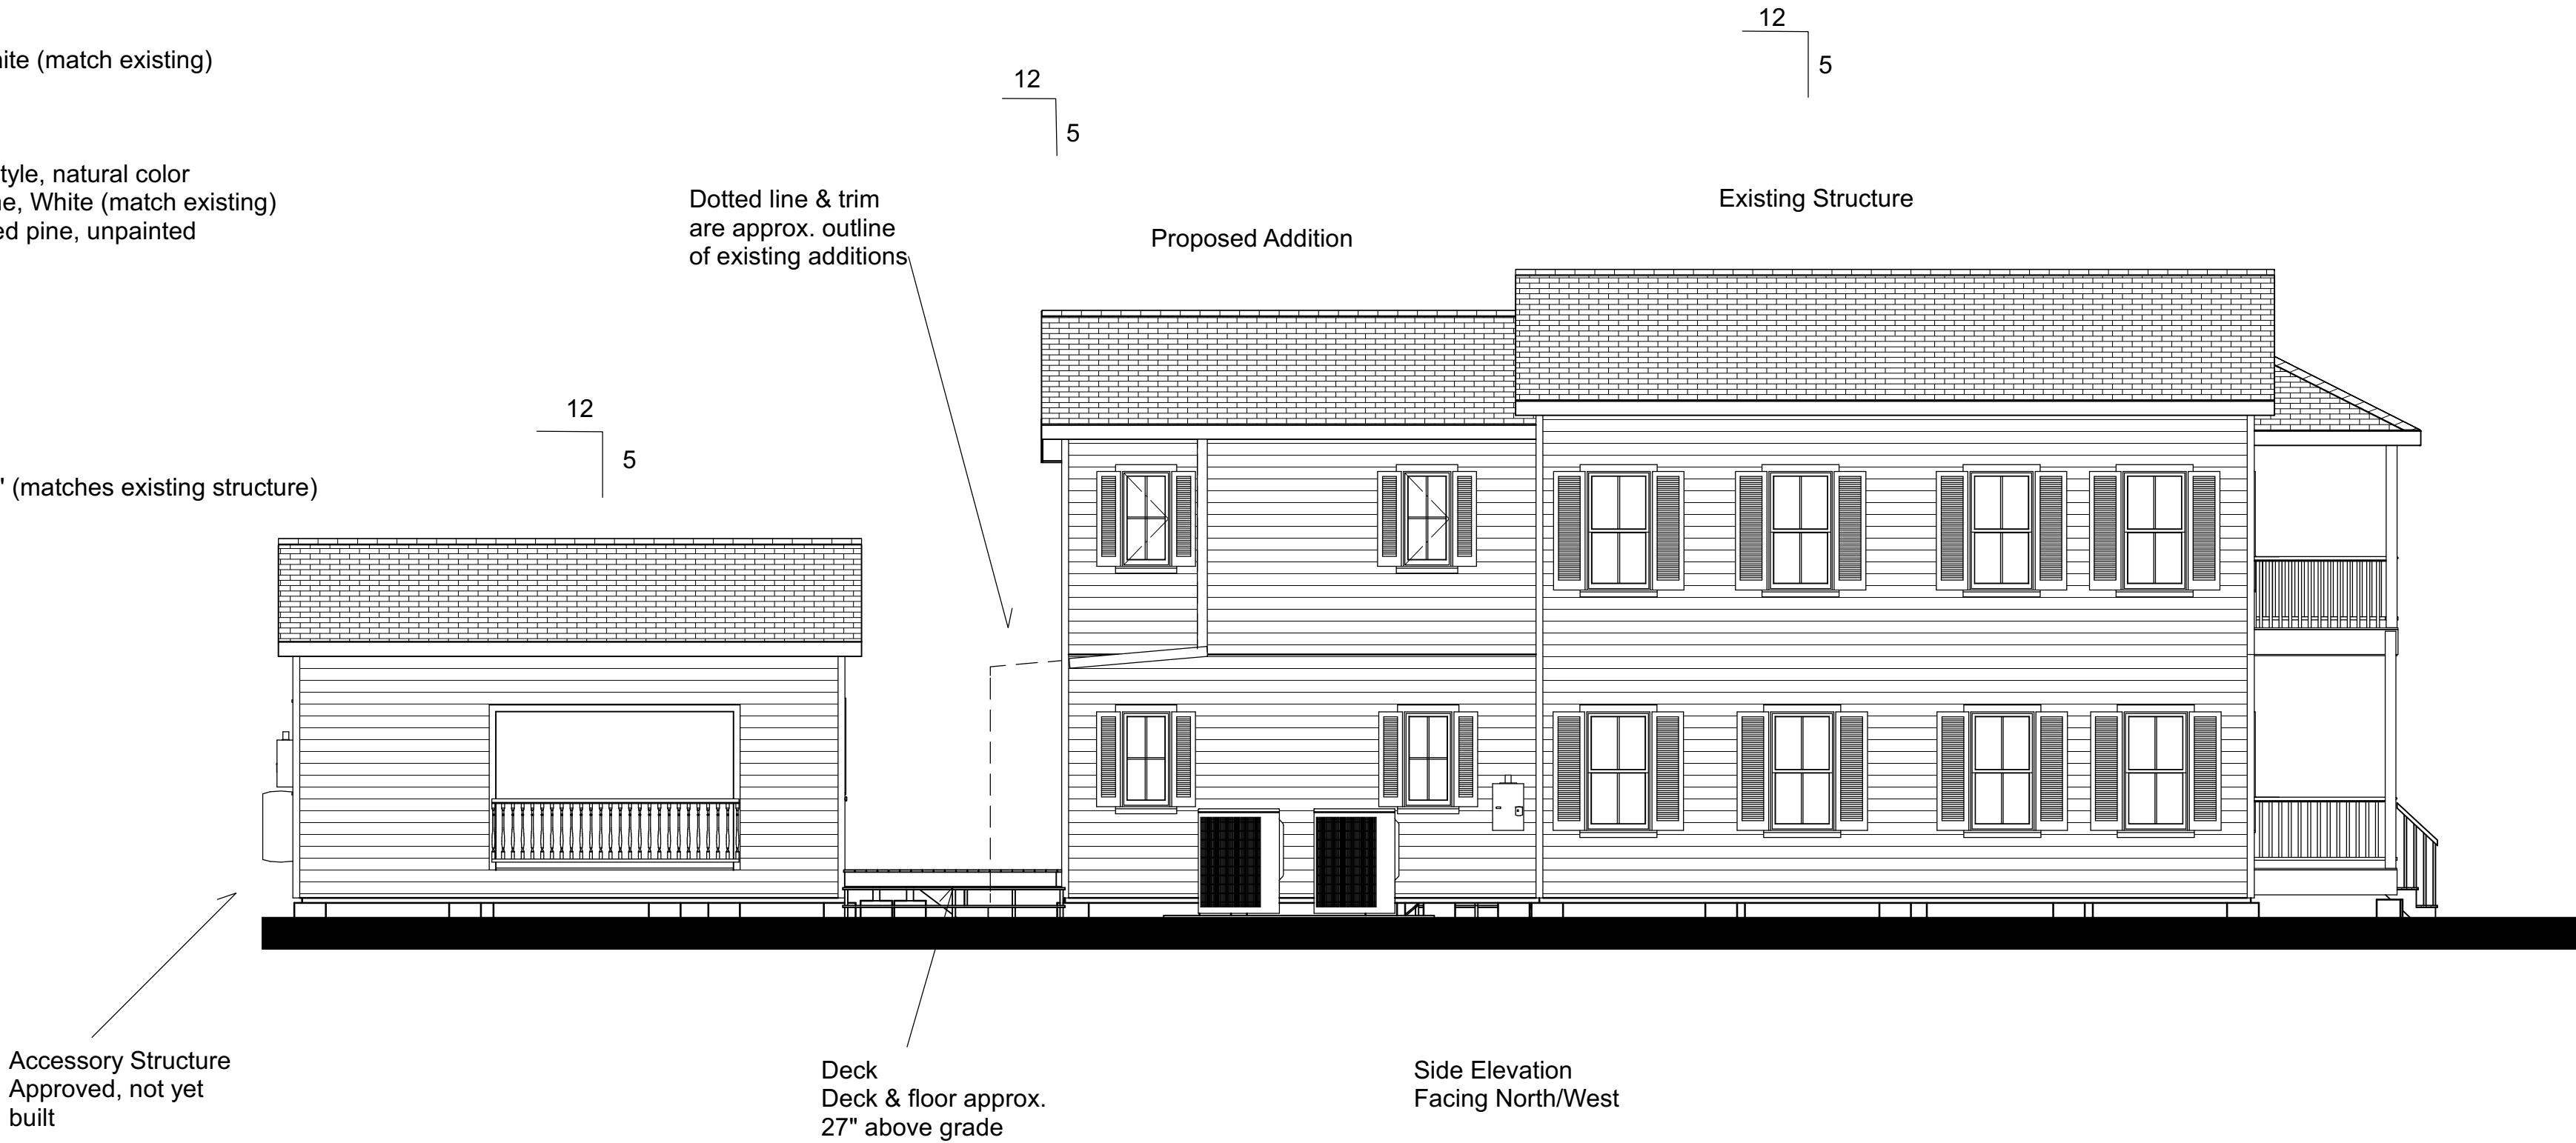 ite (match existing)
tyle, natural color
e, White (match existing)
ed pine, unpainted
" (matches existing structure)
12
5
12
5
12
5
Dotted line & trim
are approx. outline
of existing additions
Proposed Addition
Existing Structure
Accessory Structure
Approved, not yet
built
Deck
Deck & floor approx.
27" above grade
Side Elevation
Facing North/West